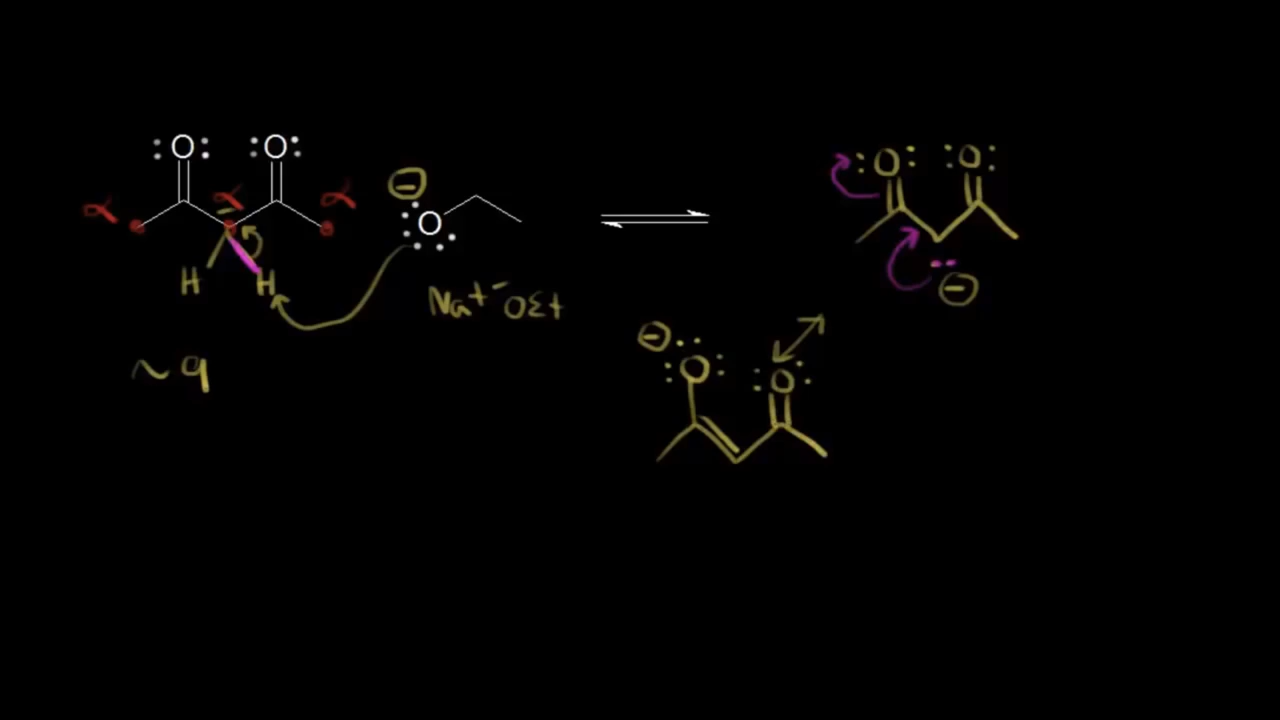 :O: :O:
α α α
H H
⊖
:O:
Na⁺ ⁻OEt
~9
:O: :O:
⊖
⊖
:O: :O: